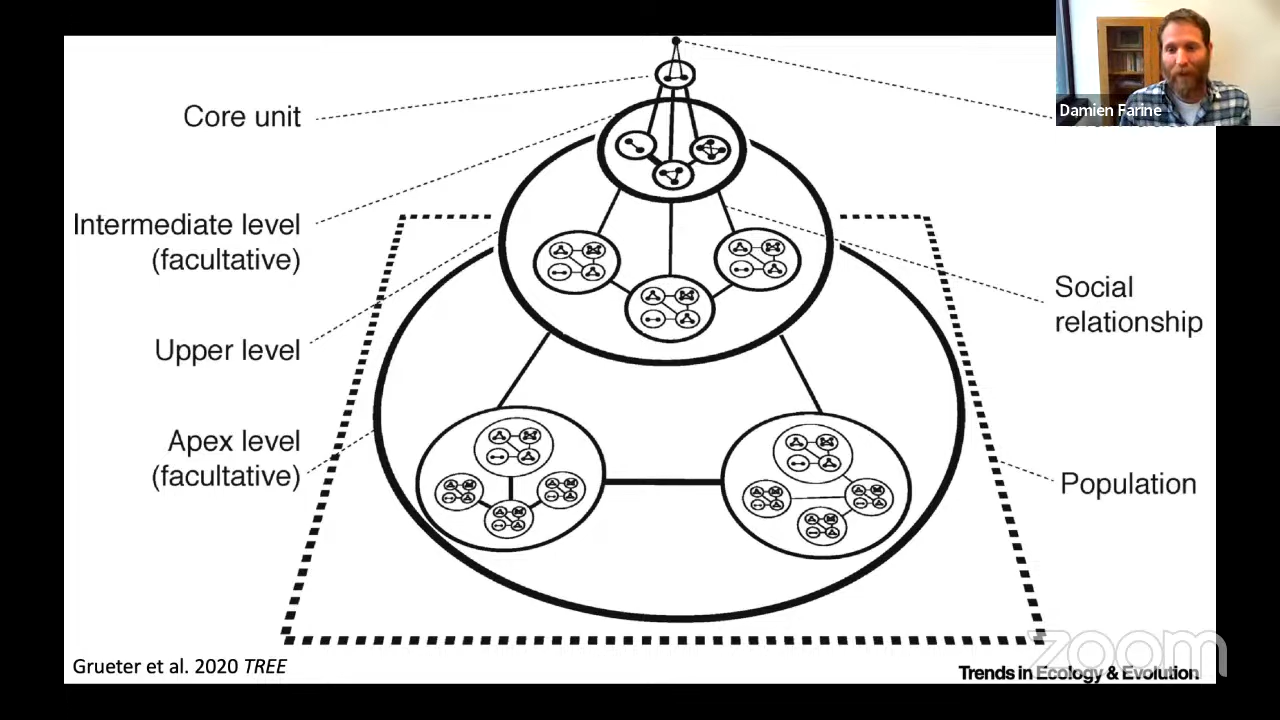 Damien Farine
Core unit
Intermediate level
(facultative)
Social
relationship
Upper level
Apex level
(facultative)
Population
zoom
Grueter et al. 2020 TREE
Trends in Ecology & Evolution